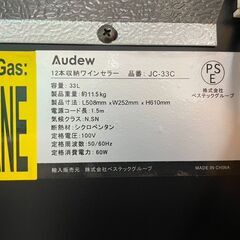 Gas:
NE
Audew
12本収納ワインセラー 品番: JC-33C
容量: 33L
製品重量: 約11.5kg
製品寸法: L508mm×W252mm×H610mm
電源コード長: 1.5m
気候クラス: N.SN
断熱材: シクロペンタン
定格電圧: 100V
定格周波数: 50/60Hz
定格消費電力: 60W
輸入販売元: 株式会社ベステックグループ
MADE IN CHINA
PS
E
株式会社
ベステックグループ